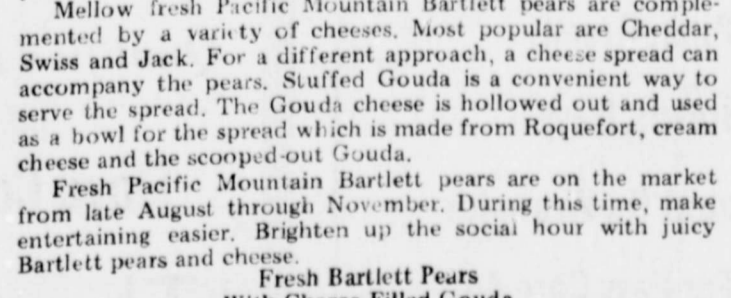 Mellow fresh Pacific Mountain Bartlett pears are comple-
mented by a variety of cheeses. Most popular are Cheddar,
Swiss and Jack. For a different approach, a cheese spread can
accompany the pears. Stuffed Gouda is a convenient way to
serve the spread. The Gouda cheese is hollowed out and used
as a bowl for the spread which is made from Roquefort, cream
cheese and the scooped-out Gouda.
Fresh Pacific Mountain Bartlett pears are on the market
from late August through November. During this time, make
entertaining easier. Brighten up the social hour with juicy
Bartlett pears and cheese.
Fresh Bartlett Pears
With Cheese Filled Gouda